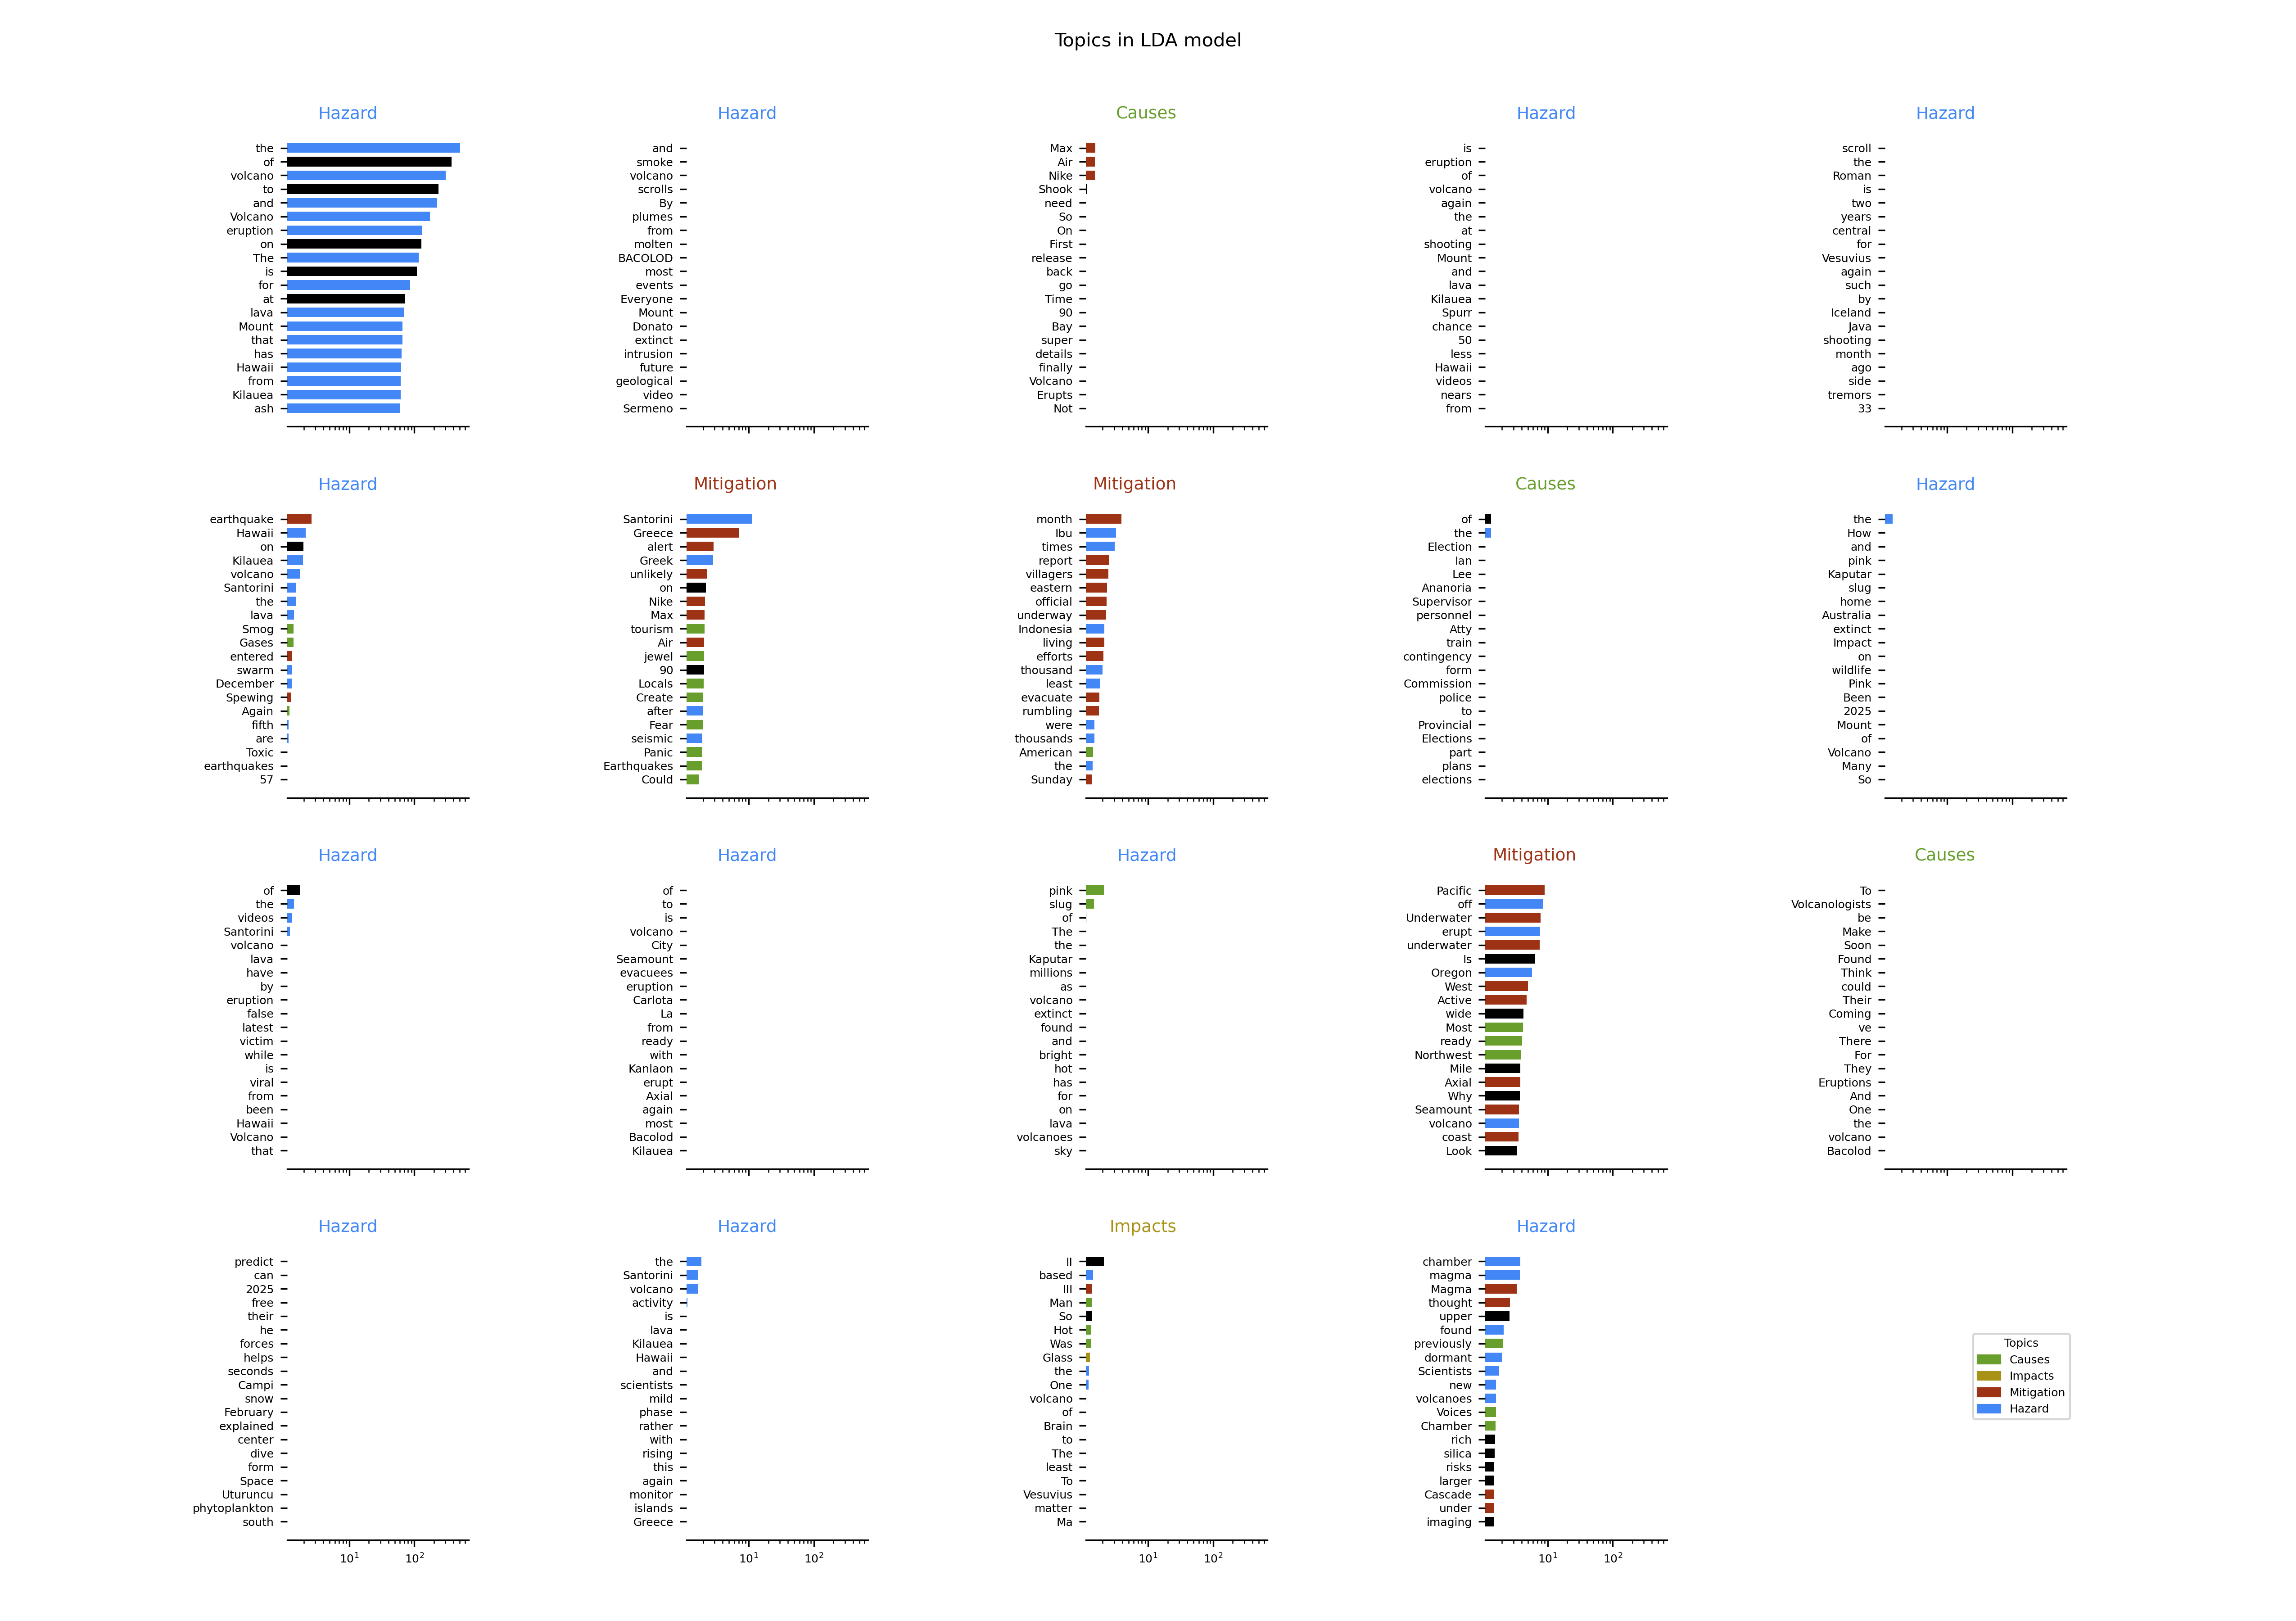 Topics in LDA model
Hazard
the
of
volcano
to
and
Volcano
eruption
on
The
is
for
at
lava
Mount
that
has
Hawaii
from
Kilauea
ash
Hazard
and
smoke
volcano
scrolls
By
plumes
from
molten
BACOLOD
most
events
Everyone
Mount
Donato
extinct
intrusion
future
geological
video
Sermeno
Causes
Max
Air
Nike
Shook
need
So
On
First
release
back
go
Time
90
Bay
super
details
finally
Volcano
Erupts
Not
Hazard
is
eruption
of
volcano
again
the
at
shooting
Mount
and
lava
Kilauea
Spurr
chance
50
less
Hawaii
videos
nears
from
Hazard
scroll
the
Roman
is
two
years
central
for
Vesuvius
again
such
by
Iceland
Java
shooting
month
ago
side
tremors
33
Hazard
earthquake
Hawaii
on
Kilauea
volcano
Santorini
the
lava
Smog
Gases
entered
swarm
December
Spewing
Again
fifth
are
Toxic
earthquakes
57
Mitigation
Santorini
Greece
alert
Greek
unlikely
on
Nike
Max
tourism
Air
jewel
90
Locals
Create
after
Fear
seismic
Panic
Earthquakes
Could
Mitigation
month
Ibu
times
report
villagers
eastern
official
underway
Indonesia
living
efforts
thousand
least
evacuate
rumbling
were
thousands
American
the
Sunday
Causes
of
the
Election
Ian
Lee
Ananoria
Supervisor
personnel
Atty
train
contingency
form
Commission
police
to
Provincial
Elections
part
plans
elections
Hazard
the
How
and
pink
Kaputar
slug
home
Australia
extinct
Impact
on
wildlife
Pink
Been
2025
Mount
of
Volcano
Many
So
Hazard
of
the
videos
Santorini
volcano
lava
have
by
eruption
false
latest
victim
while
is
viral
from
been
Hawaii
Volcano
that
Hazard
of
to
is
volcano
City
Seamount
evacuees
eruption
Carlota
La
from
ready
with
Kanlaon
erupt
Axial
again
most
Bacolod
Kilauea
Hazard
pink
slug
of
The
the
Kaputar
millions
as
volcano
extinct
found
and
bright
hot
has
for
on
lava
volcanoes
sky
Mitigation
Pacific
off
Underwater
erupt
underwater
Is
Oregon
West
Active
wide
Most
ready
Northwest
Mile
Axial
Why
Seamount
volcano
coast
Look
Causes
To
Volcanologists
be
Make
Soon
Found
Think
could
Their
Coming
ve
There
For
They
Eruptions
And
One
the
volcano
Bacolod
Hazard
predict
can
2025
free
their
he
forces
helps
seconds
Campi
snow
February
explained
center
dive
form
Space
Uturuncu
phytoplankton
south
10¹ 10²
Hazard
the
Santorini
volcano
activity
is
lava
Kilauea
Hawaii
and
scientists
mild
phase
rather
with
rising
this
again
monitor
islands
Greece
10¹ 10²
Impacts
II
based
III
Man
So
Hot
Was
Glass
the
One
volcano
of
Brain
to
The
least
To
Vesuvius
matter
Ma
10¹ 10²
Hazard
chamber
magma
Magma
thought
upper
found
previously
dormant
Scientists
new
volcanoes
Voices
Chamber
rich
silica
risks
larger
Cascade
under
imaging
10¹ 10²
Topics
Causes
Impacts
Mitigation
Hazard